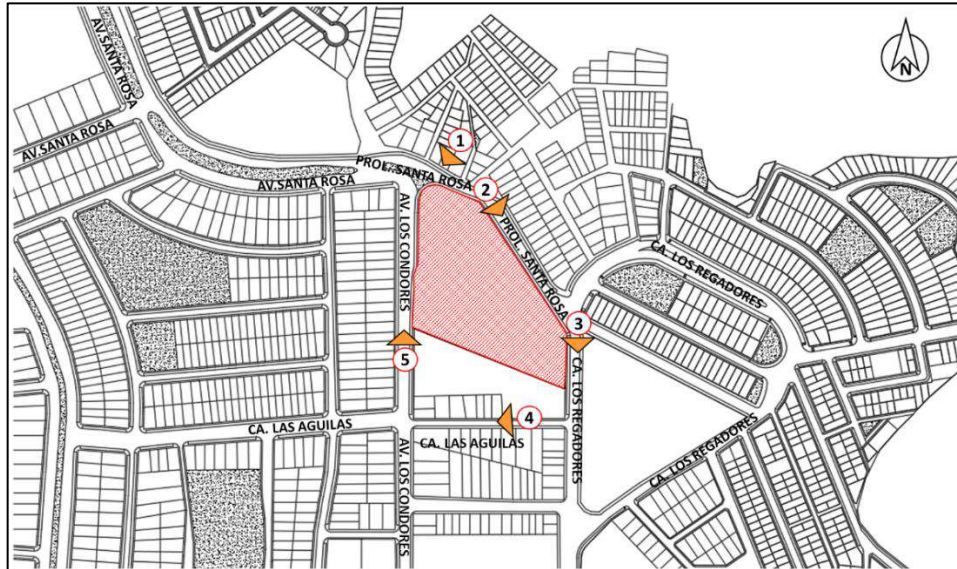 AV.SANTA ROSA
N
AV.SANTA ROSA
1
PROL. SANTA ROSA
AV.SANTA ROSA
2
AV. LOS CONDORES
PROL. SANTA ROSA
CA. LOS REGADORES
3
5
CA. LOS REGADORES
4
CA. LAS AGUILAS
CA. LAS AGUILAS
AV. LOS CONDORES
CA. LOS REGADORES